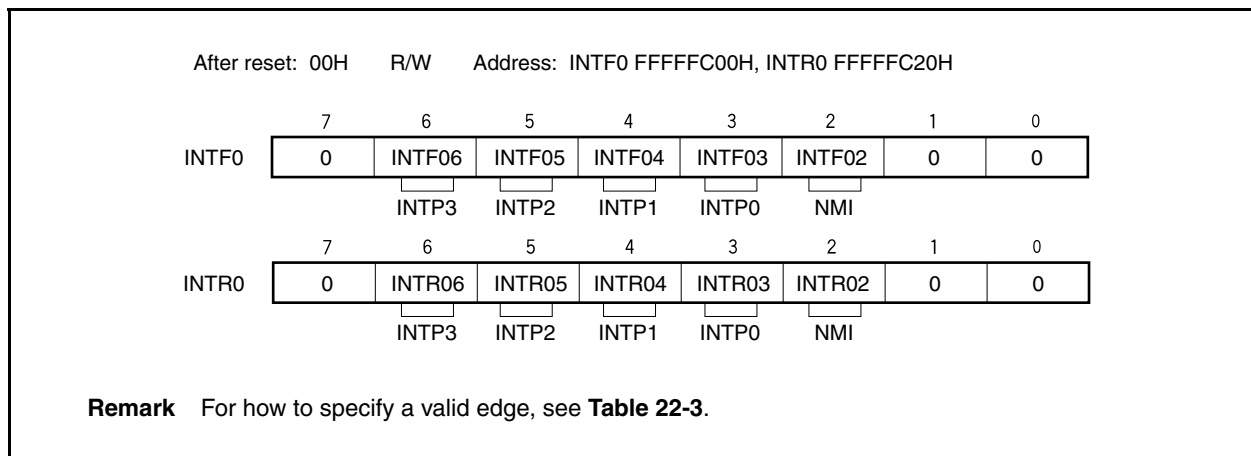 After reset: 00H R/W Address: INTF0 FFFFFC00H, INTR0 FFFFFC20H
7 6 5 4 3 2 1 0
INTF0 0 INTF06 INTF05 INTF04 INTF03 INTF02 0 0
INTP3 INTP2 INTP1 INTP0 NMI
7 6 5 4 3 2 1 0
INTR0 0 INTR06 INTR05 INTR04 INTR03 INTR02 0 0
INTP3 INTP2 INTP1 INTP0 NMI
Remark For how to specify a valid edge, see Table 22-3.